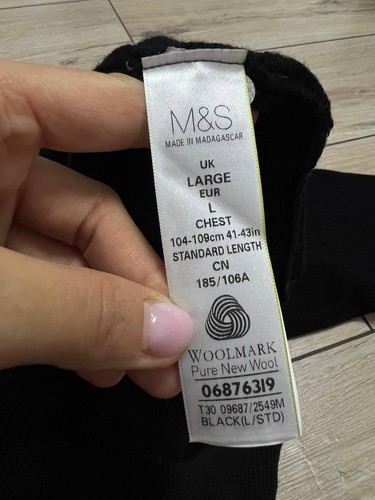 M&S
MADE IN MADAGASCAR
UK
LARGE
EUR
L
CHEST
104-109cm 41-43in
STANDARD LENGTH
CN
185/106A
WOOLMARK
Pure New Wool
06876319
T30 09687/2549M
BLACK(L/STD)